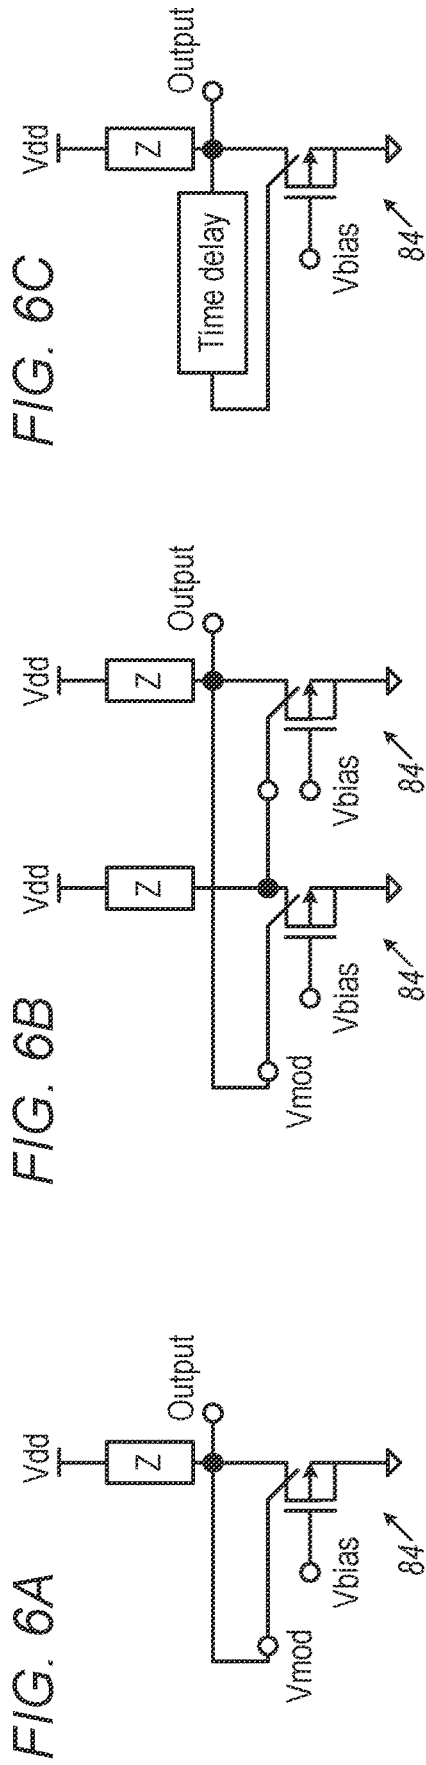 FIG. 6A
Vdd
Z
Output
Vmod
Vbias
84
FIG. 6B
Vdd
Vdd
Z
Z
Output
Vmod
Vbias
Vbias
84
84
FIG. 6C
Vdd
Z
Output
Time delay
Vbias
84